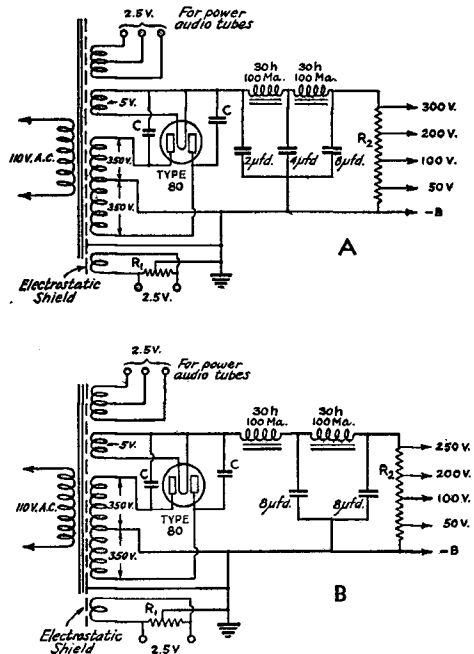 2.5V.
For power
audio tubes
30h
100 Ma.
30h
100 Ma.
5V.
C
C
300 V.
200 V.
100 V.
50 V
-B
R2
2µfd.
4µfd
8µfd.
110V. A.C.
350V.
350V.
TYPE
80
A
Electrostatic
Shield
R1
2.5V.
2.5V.
For power
audio tubes
30h
100 Ma.
30h
100 Ma.
5V.
C
C
250 V.
200 V.
100 V.
50 V.
-B
R2
8µfd.
8µfd.
110V. A.C.
350V.
350V.
TYPE
80
B
Electrostatic
Shield
R1
2.5V